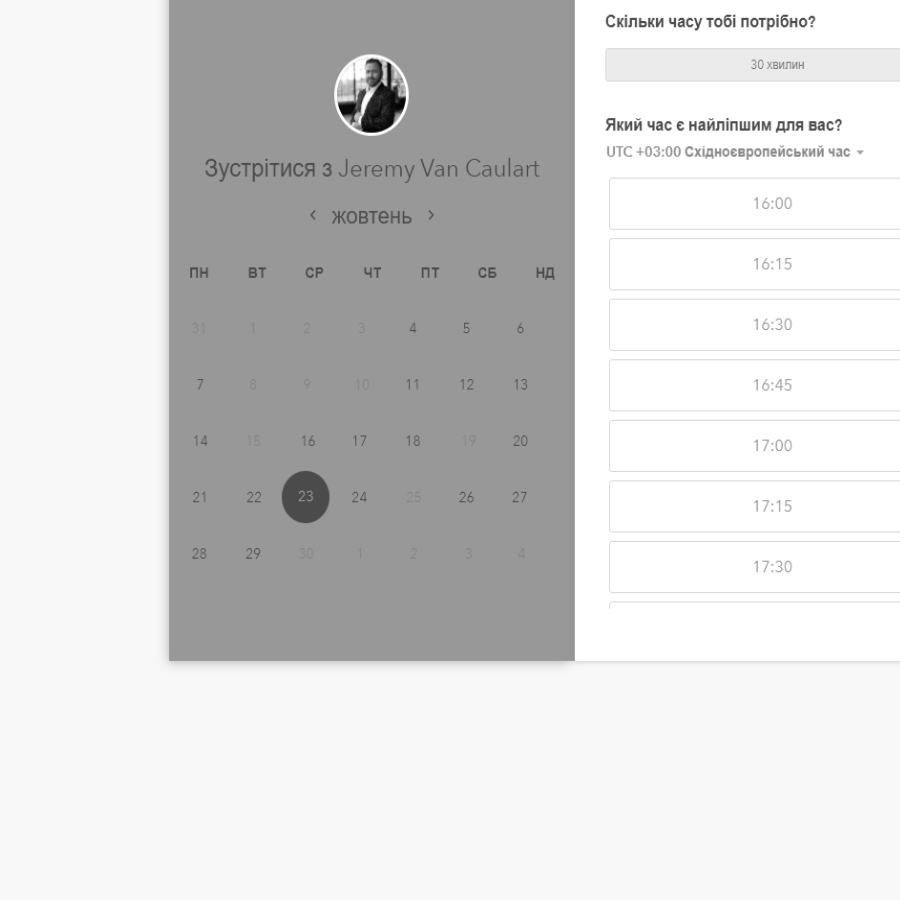 Зустрітися з Jeremy Van Caulart
жовтень
ПН ВТ СР ЧТ ПТ СБ НД
31 1 2 3 4 5 6
7 8 9 10 11 12 13
14 15 16 17 18 19 20
21 22 23 24 25 26 27
28 29 30 1 2 3 4
Скільки часу тобі потрібно?
30 хвилин
Який час є найліпшим для вас?
UTC +03:00 Східноєвропейський час
16:00
16:15
16:30
16:45
17:00
17:15
17:30